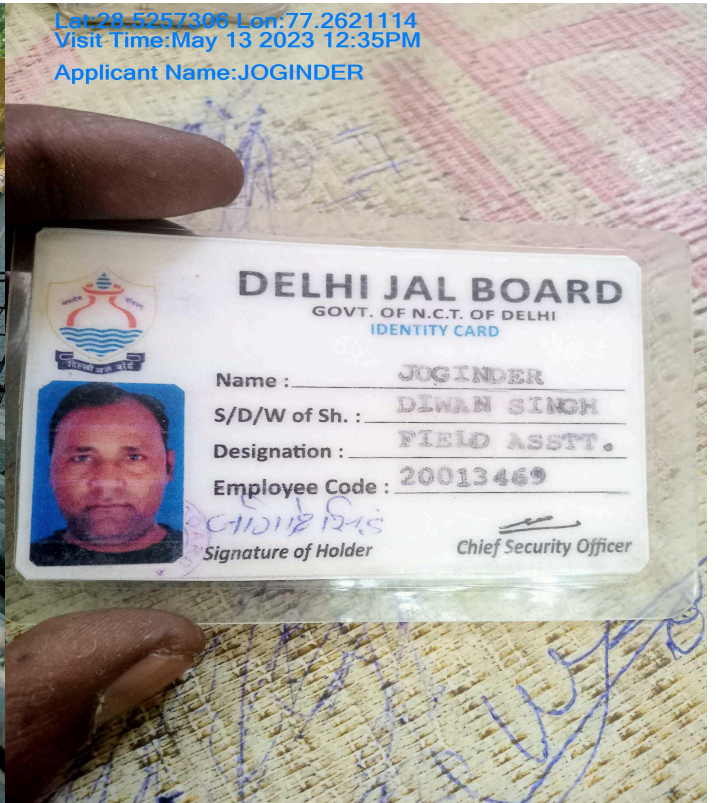 Lat:28.5257306 Lon:77.2621114
Visit Time:May 13 2023 12:35PM
Applicant Name:JOGINDER
DELHI JAL BOARD
GOVT. OF N.C.T. OF DELHI
IDENTITY CARD
दिल्ली जल बोर्ड
Name : JOGINDER
S/D/W of Sh. : DIWAN SINGH
Designation : FIELD ASSTT.
Employee Code : 20013469
Signature of Holder
Chief Security Officer